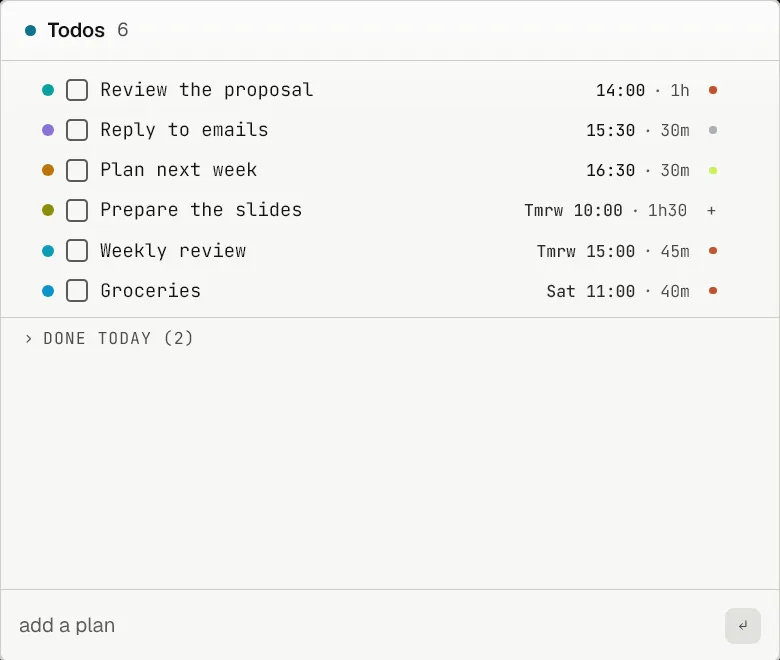 Todos 6
Review the proposal 14:00 · 1h
Reply to emails 15:30 · 30m
Plan next week 16:30 · 30m
Prepare the slides Tmrw 10:00 · 1h30 +
Weekly review Tmrw 15:00 · 45m
Groceries Sat 11:00 · 40m
› DONE TODAY (2)
add a plan ↵